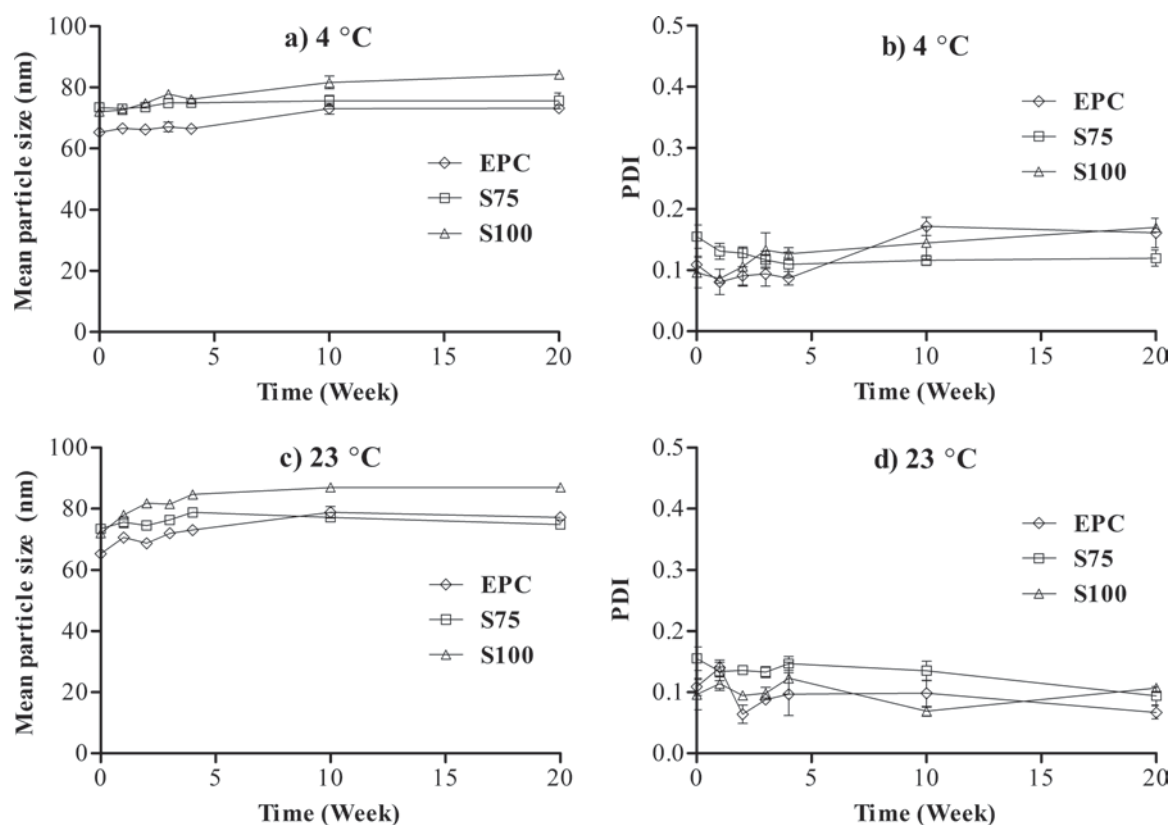 a) 4 °C
Mean particle size (nm)
100
80
60
40
20
0
EPC
S75
S100
0 5 10 15 20
Time (Week)
b) 4 °C
PDI
0.5
0.4
0.3
0.2
0.1
0.0
EPC
S75
S100
0 5 10 15 20
Time (Week)
c) 23 °C
Mean particle size (nm)
100
80
60
40
20
0
EPC
S75
S100
0 5 10 15 20
Time (Week)
d) 23 °C
PDI
0.5
0.4
0.3
0.2
0.1
0.0
EPC
S75
S100
0 5 10 15 20
Time (Week)